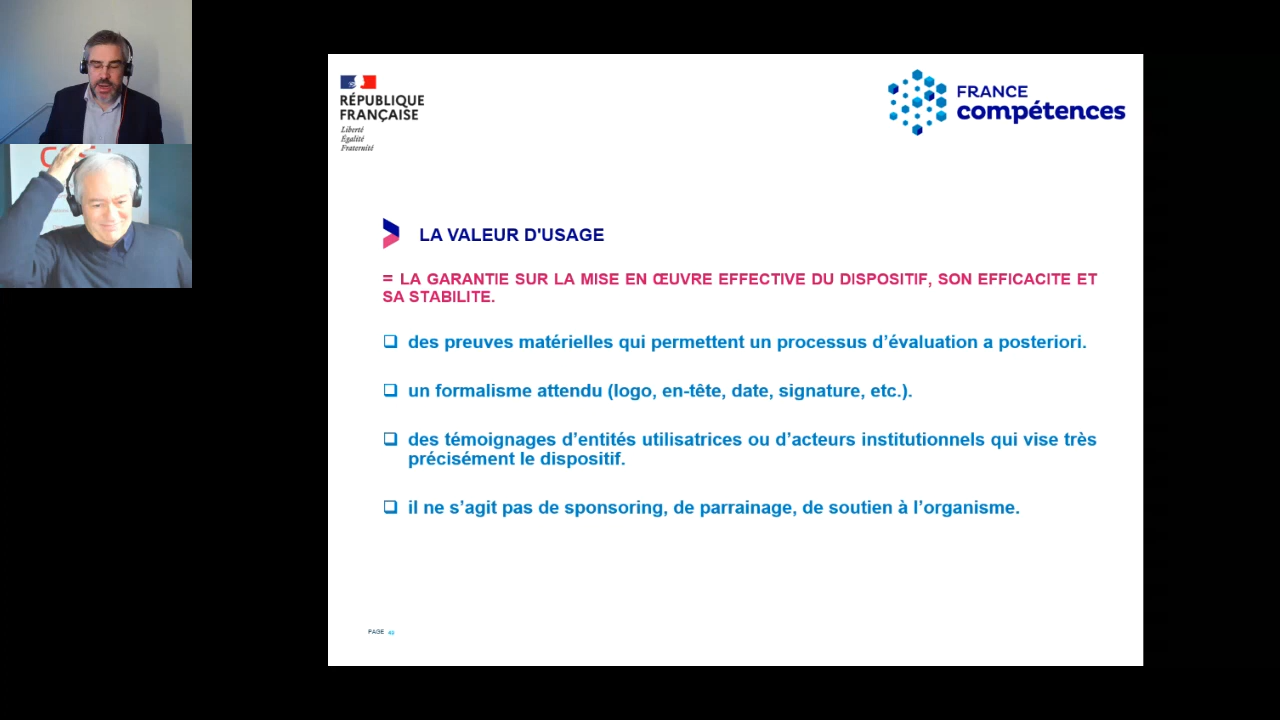 RÉPUBLIQUE
FRANÇAISE
Liberté
Égalité
Fraternité
FRANCE
compétences
LA VALEUR D'USAGE
= LA GARANTIE SUR LA MISE EN ŒUVRE EFFECTIVE DU DISPOSITIF, SON EFFICACITE ET
SA STABILITE.
des preuves matérielles qui permettent un processus d’évaluation a posteriori.
un formalisme attendu (logo, en-tête, date, signature, etc.).
des témoignages d’entités utilisatrices ou d’acteurs institutionnels qui vise très
précisément le dispositif.
il ne s’agit pas de sponsoring, de parrainage, de soutien à l’organisme.
PAGE